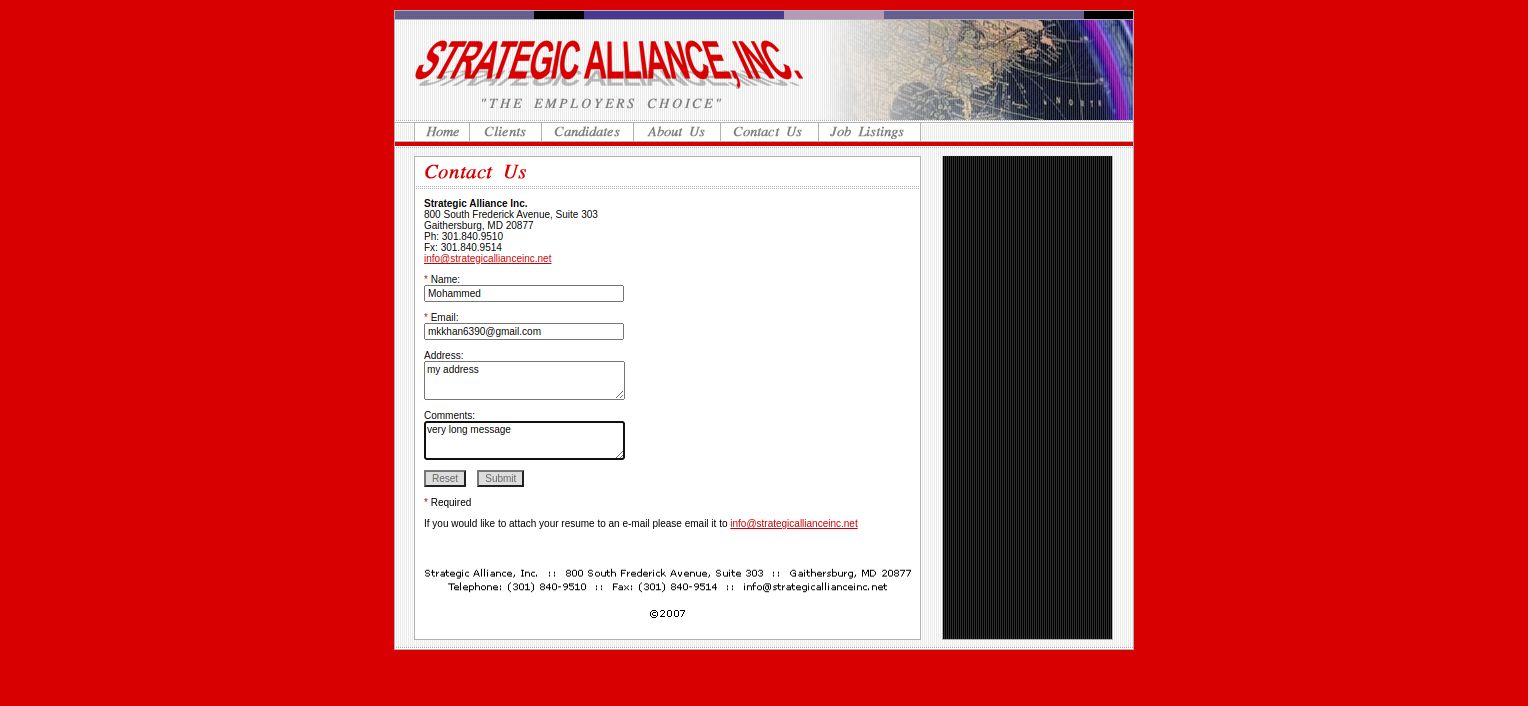 STRATEGIC ALLIANCE, INC.
"THE EMPLOYERS CHOICE"
NORTH
Home Clients Candidates About Us Contact Us Job Listings
Contact Us
Strategic Alliance Inc.
800 South Frederick Avenue, Suite 303
Gaithersburg, MD 20877
Ph: 301.840.9510
Fx: 301.840.9514
info@strategicallianceinc.net
* Name:
Mohammed
* Email:
mkkhan6390@gmail.com
Address:
my address
Comments:
very long message
Reset Submit
* Required
If you would like to attach your resume to an e-mail please email it to info@strategicallianceinc.net
Strategic Alliance, Inc. :: 800 South Frederick Avenue, Suite 303 :: Gaithersburg, MD 20877
Telephone: (301) 840-9510 :: Fax: (301) 840-9514 :: info@strategicallianceinc.net
©2007